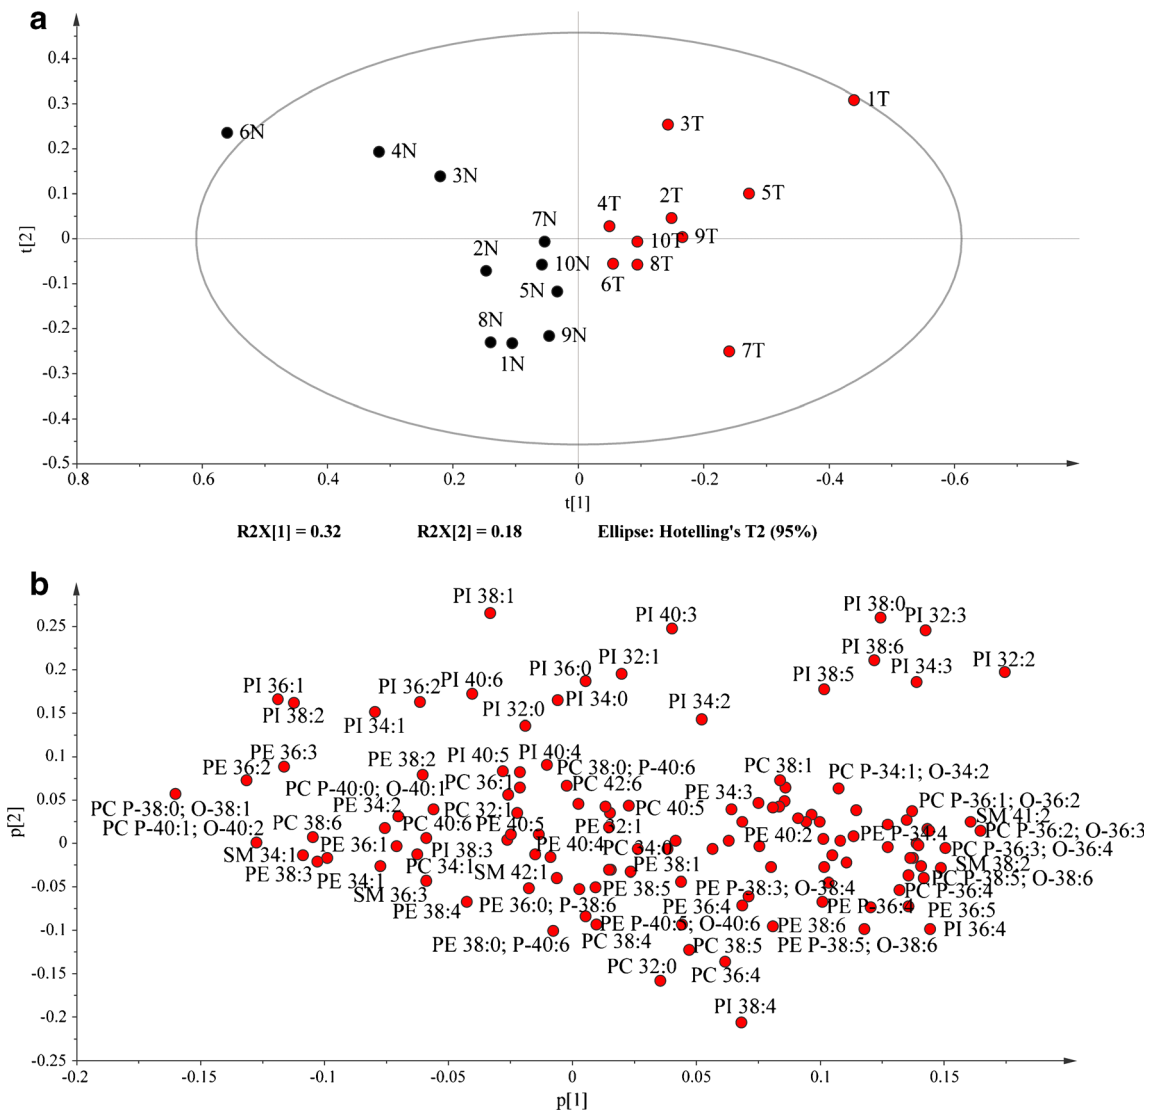 a
0.4
0.3
0.2
0.1
0
-0.1
-0.2
-0.3
-0.4
-0.5
t[2]
6N
4N
3N
7N
2N
10N
5N
8N
9N
1N
1T
3T
5T
2T
4T
10T
9T
8T
6T
7T
0.8
0.6
0.4
0.2
0
-0.2
-0.4
-0.6
t[1]
R2X[1] = 0.32 R2X[2] = 0.18 Ellipse: Hotelling's T2 (95%)
b
0.25
0.2
0.15
0.1
0.05
0
-0.05
-0.1
-0.15
-0.2
-0.25
p[2]
PI 38:1
PI 40:3
PI 38:0
PI 32:3
PI 38:6
PI 32:2
PI 34:3
PI 38:5
PI 32:1
PI 36:0
PI 40:6
PI 36:2
PI 36:1
PI 38:2
PI 34:1
PI 34:0
PI 32:0
PI 34:2
PE 36:3
PE 36:2
PE 38:2
PI 40:5
PI 40:4
PC 38:0; P-40:6
PC 38:1
PC P-34:1; O-34:2
PC P-40:0; O-40:1
PC 36:1
PC 42:6
PE 34:3
PC P-38:0; O-38:1
PE 34:2
PC 32:1
PC 40:5
PC P-36:1; O-36:2
SM 41:2
PC P-40:1; O-40:2
PC 38:6
PC 40:6
PE 40:5
PE 32:1
PE 40:2
PE P-34:4
PC P-36:2; O-36:3
SM 34:1
PE 36:1
PI 38:3
PE 40:4
PC 34:0
PC P-36:3; O-36:4
PE 38:3
PE 34:1
PC 34:1
SM 42:1
PE 38:1
SM 38:2
PC P-38:5; O-38:6
SM 36:3
PE 38:5
PE P-38:3; O-38:4
PC P-36:4
PE 38:4
PE 36:0; P-38:6
PE 36:4
PE P-36:4
PE 36:5
PE P-40:5; O-40:6
PE 38:6
PI 36:4
PE 38:0; P-40:6
PC 38:4
PC 38:5
PE P-38:5; O-38:6
PC 32:0
PC 36:4
PI 38:4
-0.2
-0.15
-0.1
-0.05
0
0.05
0.1
0.15
p[1]